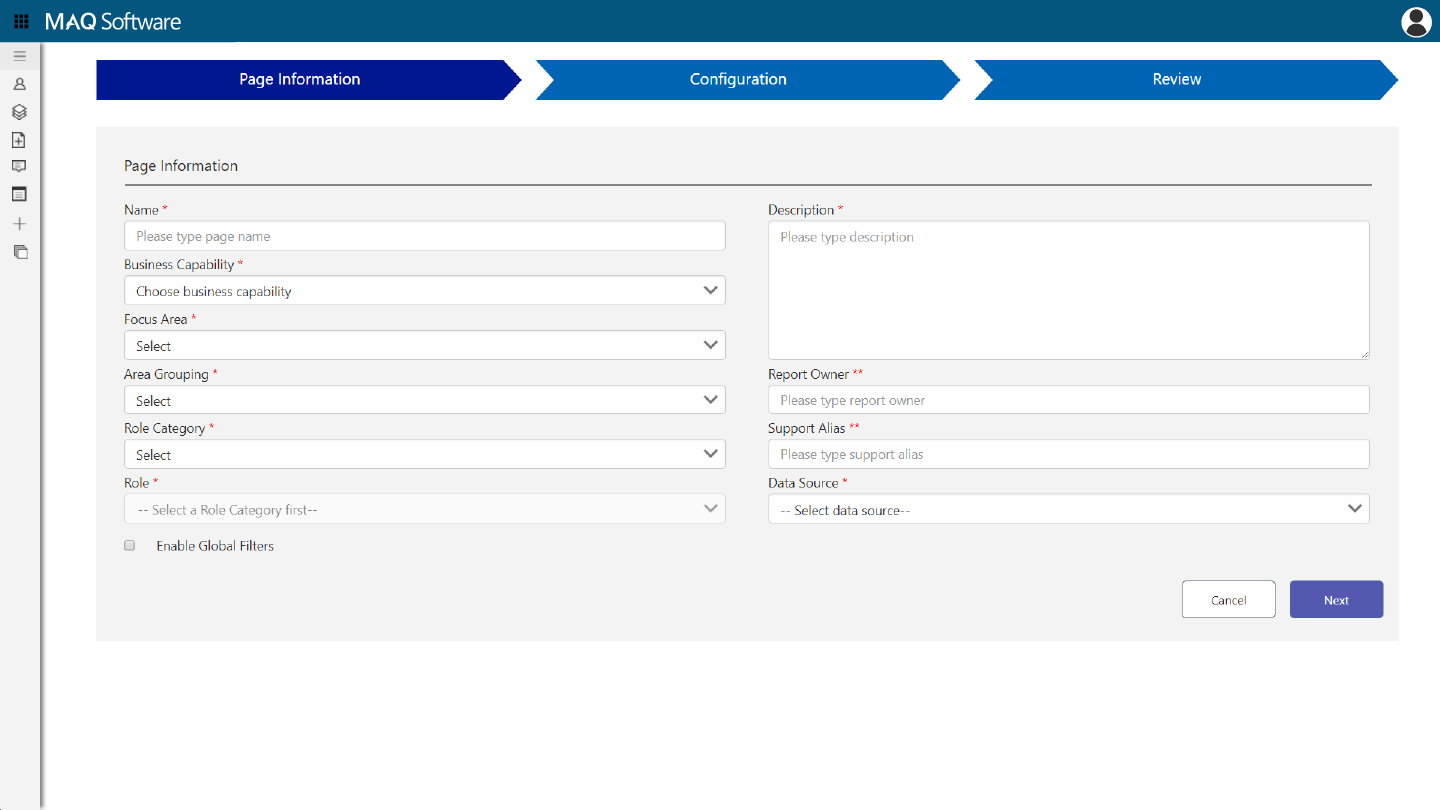 MAQ Software
Page Information
Configuration
Review
Page Information
Name *
Please type page name
Business Capability *
Choose business capability
Focus Area *
Select
Area Grouping *
Select
Role Category *
Select
Role *
-- Select a Role Category first--
Enable Global Filters
Description *
Please type description
Report Owner **
Please type report owner
Support Alias **
Please type support alias
Data Source *
-- Select data source--
Cancel
Next